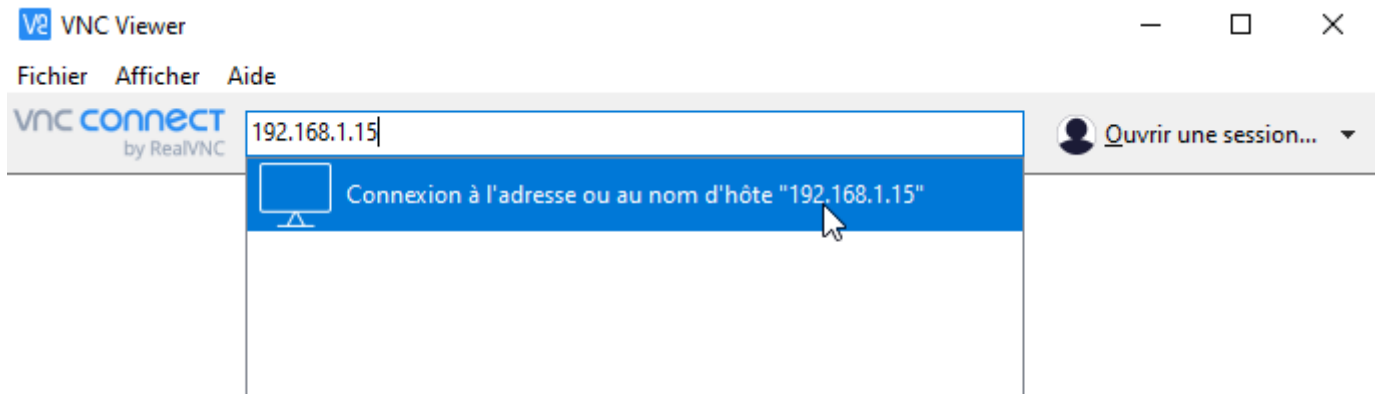 VNC Viewer
Fichier Afficher Aide
vnc connect
by RealVNC
192.168.1.15
Ouvrir une session...
Connexion à l'adresse ou au nom d'hôte "192.168.1.15"